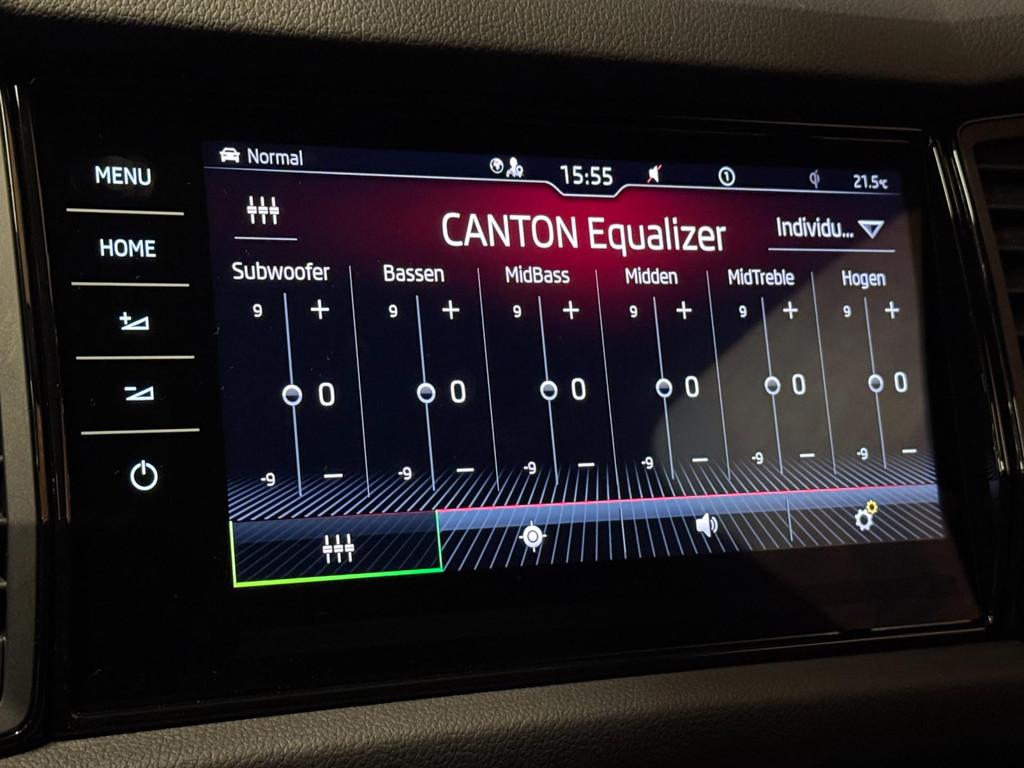 MENU
HOME
Normal
15:55
1
21.5°C
CANTON Equalizer
Individu...
Subwoofer Bassen MidBass Midden MidTreble Hogen
9 + 9 + 9 + 9 + 9 + 9 +
0 0 0 0 0 0
-9 − -9 − -9 − -9 − -9 − -9 −